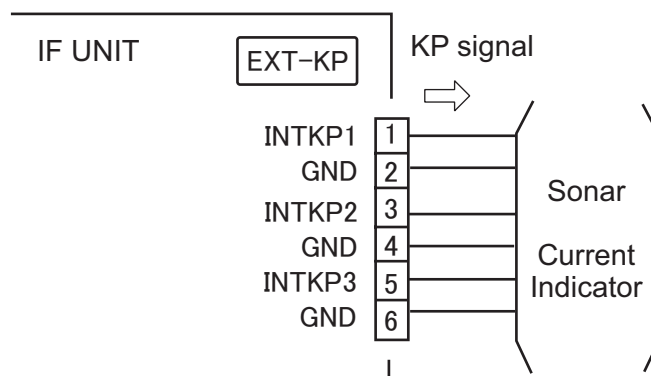 IF UNIT
EXT-KP
KP signal
INTKP1 1
GND 2
INTKP2 3
GND 4
INTKP3 5
GND 6
Sonar
Current
Indicator